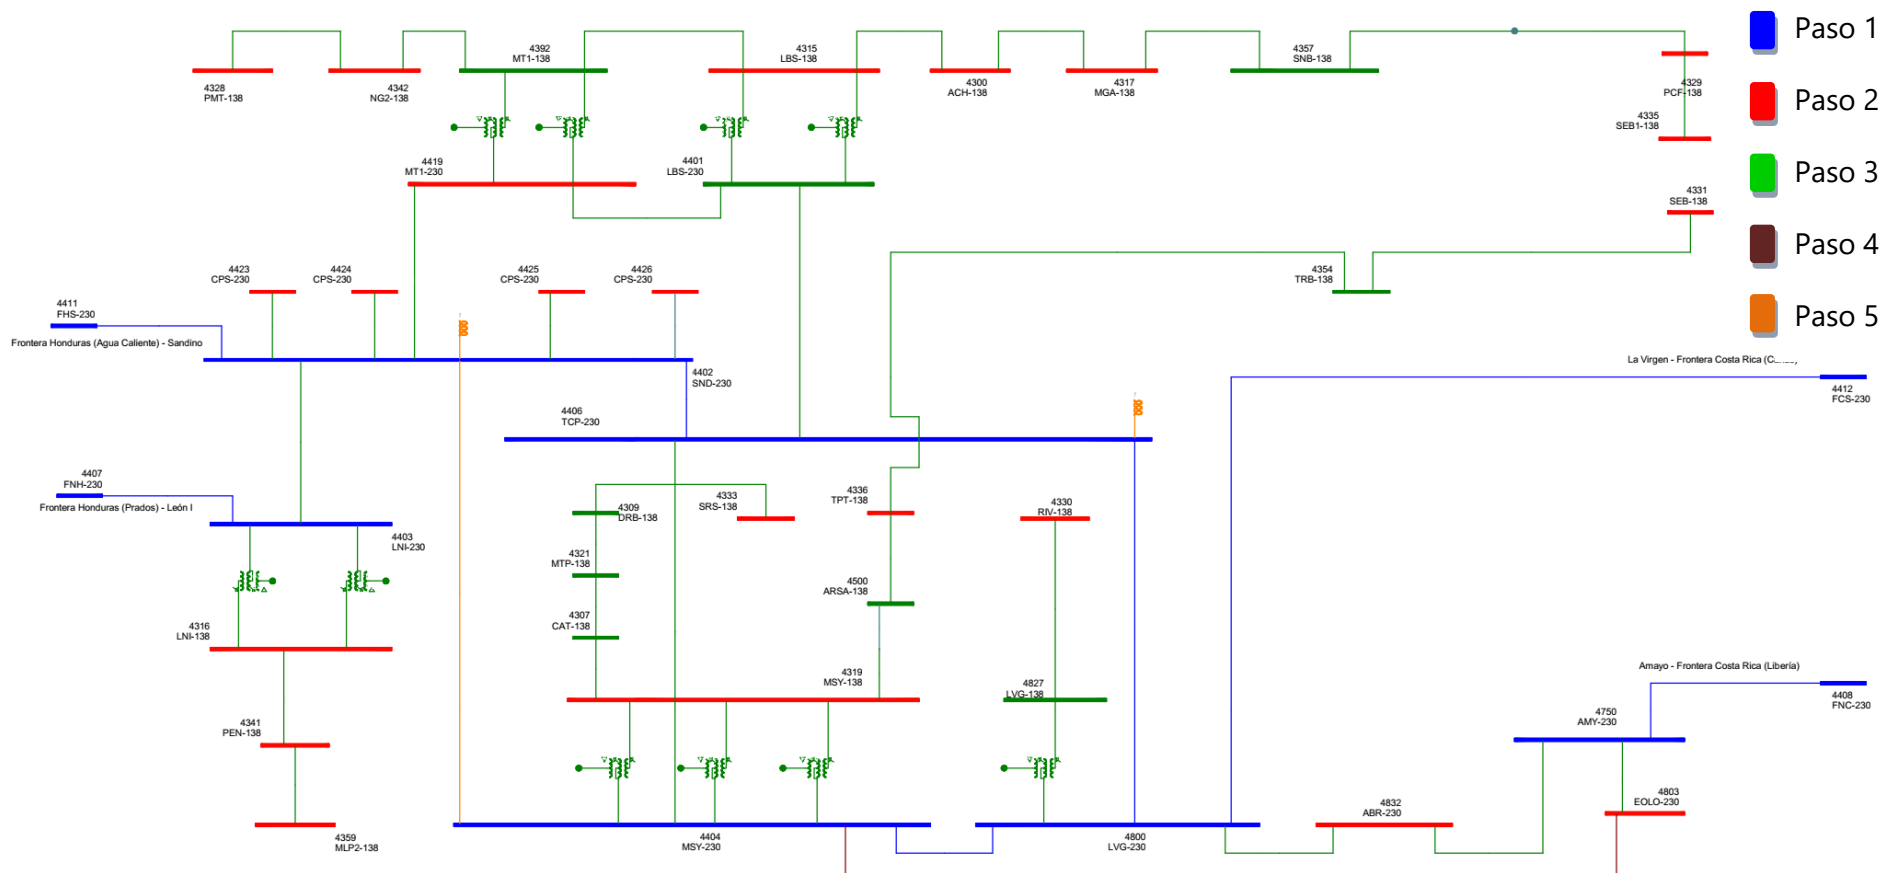 Paso 1
Paso 2
Paso 3
Paso 4
Paso 5
4392
MT1-138
4315
LBS-138
4357
SNB-138
4328
PMT-138
4342
NG2-138
4300
ACH-138
4317
MGA-138
4329
PCF-138
4335
SEB1-138
4419
MT1-230
4401
LBS-230
4331
SEB-138
4423
CPS-230
4424
CPS-230
4425
CPS-230
4426
CPS-230
4354
TRB-138
4411
FHS-230
Frontera Honduras (Agua Caliente) - Sandino
4402
SND-230
La Virgen - Frontera Costa Rica
4412
FCS-230
4406
TCP-230
4407
FNH-230
Frontera Honduras (Prados) - León I
4403
LNI-230
4309
DRB-138
4333
SRS-138
4336
TPT-138
4330
RIV-138
4321
MTP-138
4500
ARSA-138
4307
CAT-138
4316
LNI-138
4319
MSY-138
4827
LVG-138
Amayo - Frontera Costa Rica (Libería)
4408
FNC-230
4750
AMY-230
4341
PEN-138
4803
EOLO-230
4832
ABR-230
4359
MLP2-138
4404
MSY-230
4800
LVG-230